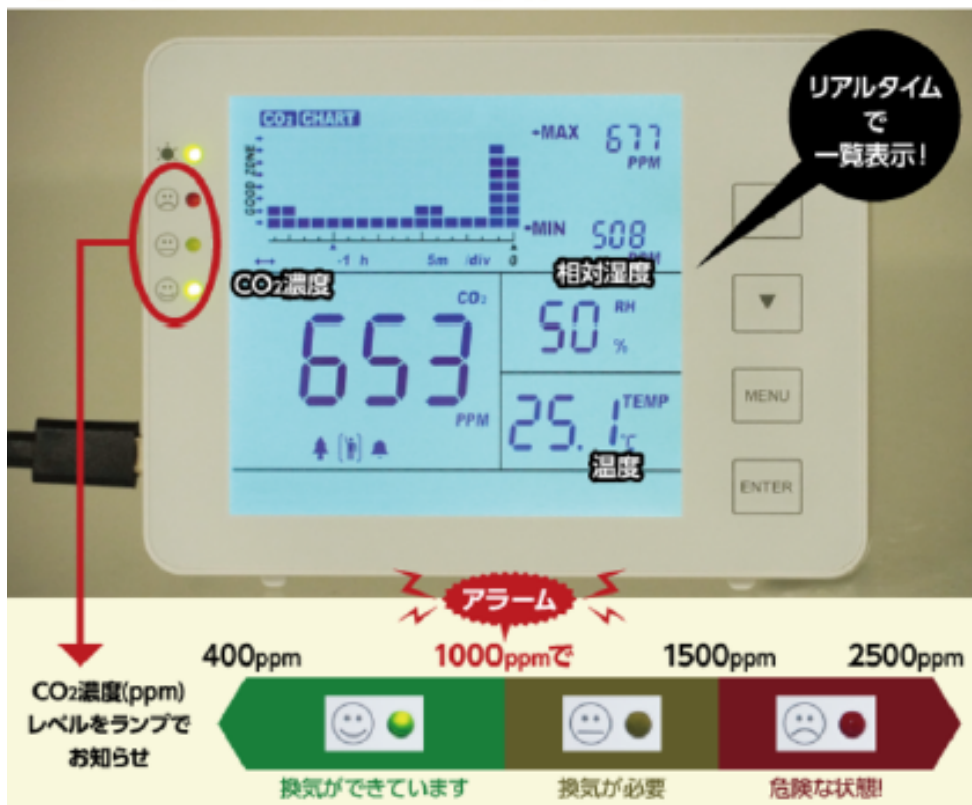 リアルタイム
で
一覧表示!
CO2 CHART
GOOD ZONE
-MAX 677
PPM
-MIN 508
-1 h 5m /div 0
CO2濃度
相対湿度
CO2
653
PPM
50 RH
%
25.1 TEMP
℃
温度
▼
MENU
ENTER
アラーム
400ppm 1000ppmで 1500ppm 2500ppm
CO2濃度(ppm)
レベルをランプで
お知らせ
換気ができています 換気が必要 危険な状態!